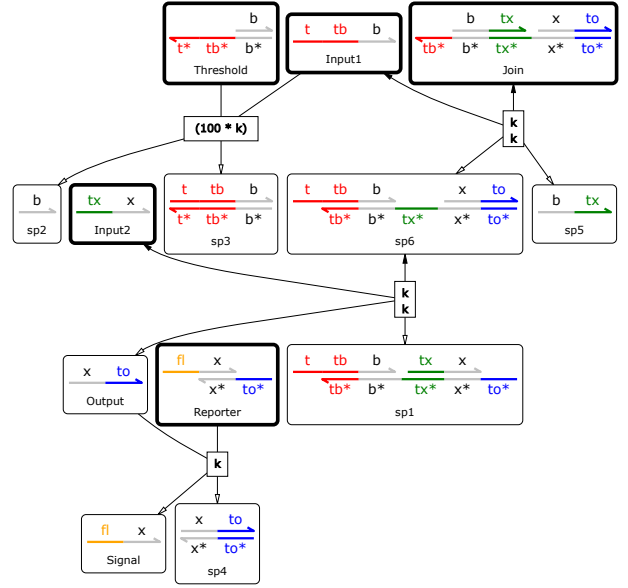 b
t* tb* b*
Threshold
t tb b
Input1
b tx x to
tb* b* tx* x* to*
Join
(100 * k)
k
k
b
sp2
tx x
Input2
t tb b
t* tb* b*
sp3
t tb b x to
tb* b* tx* x* to*
sp6
b tx
sp5
k
k
x to
Output
fl x
x* to*
Reporter
t tb b tx x
tb* b* tx* x* to*
sp1
k
fl x
Signal
x to
x* to*
sp4